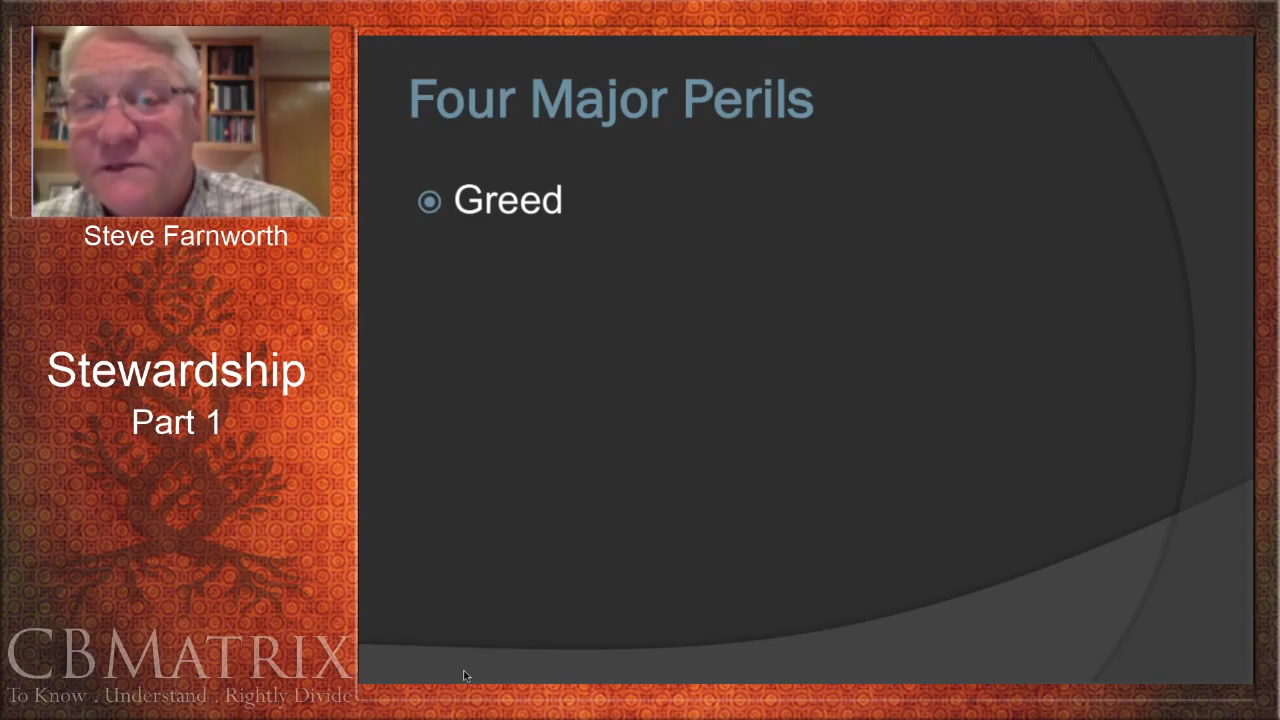 Four Major Perils
Greed
Steve Farnworth
Stewardship
Part 1
CBMATRIX
To Know . Understand . Rightly Divide